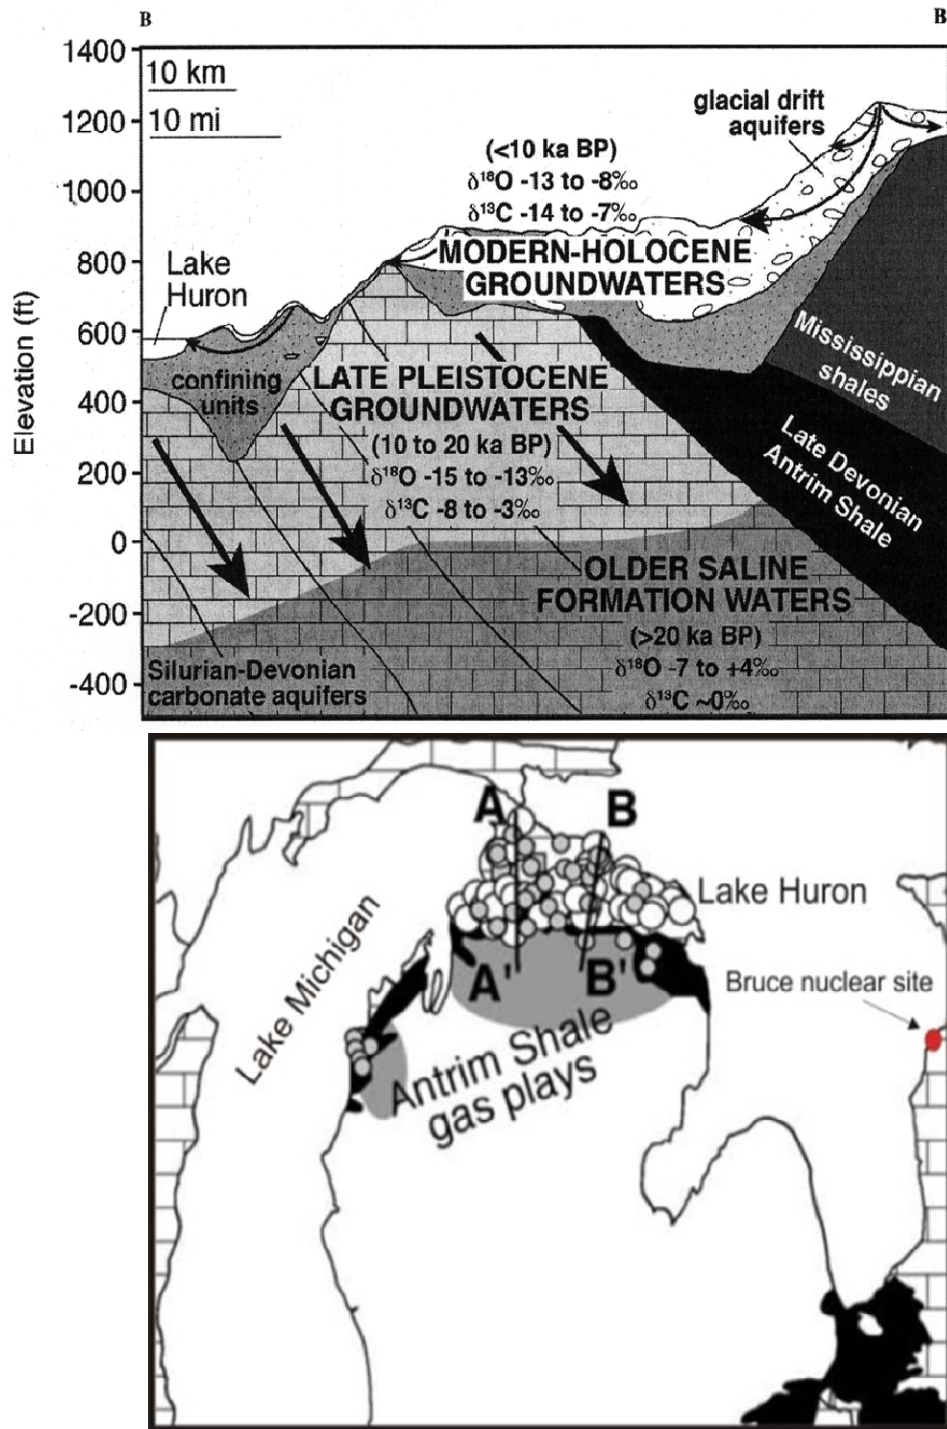 B
B
1400
1200
1000
800
600
400
200
0
-200
-400
Elevation (ft)
10 km
10 mi
glacial drift
aquifers
(<10 ka BP)
δ¹⁸O -13 to -8‰
δ¹³C -14 to -7‰
MODERN-HOLOCENE
GROUNDWATERS
Lake
Huron
confining
units
LATE PLEISTOCENE
GROUNDWATERS
(10 to 20 ka BP)
δ¹⁸O -15 to -13‰
δ¹³C -8 to -3‰
Mississippian
shales
Late Devonian
Antrim Shale
OLDER SALINE
FORMATION WATERS
(>20 ka BP)
δ¹⁸O -7 to +4‰
δ¹³C ~0‰
Silurian-Devonian
carbonate aquifers
A
B
Lake Huron
Lake Michigan
A'
B'
Bruce nuclear site
Antrim Shale
gas plays